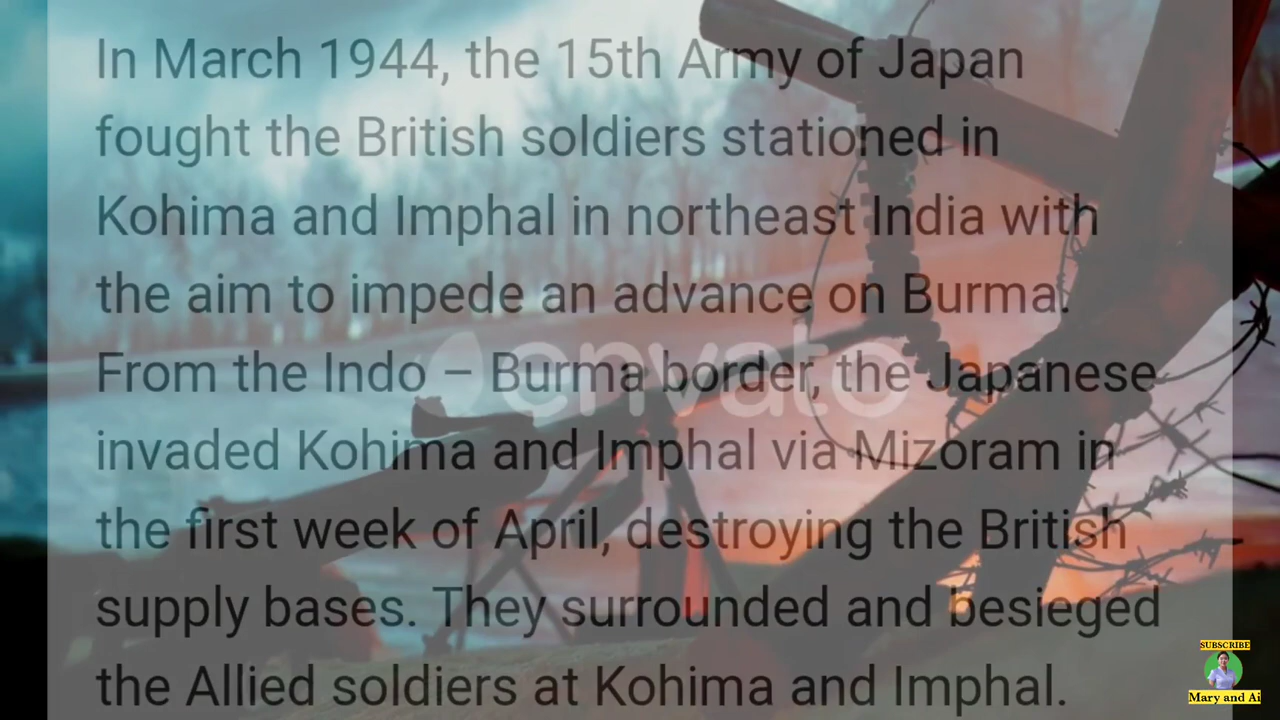 In March 1944, the 15th Army of Japan
fought the British soldiers stationed in
Kohima and Imphal in northeast India with
the aim to impede an advance on Burma.
From the Indo – Burma border, the Japanese
envato
invaded Kohima and Imphal via Mizoram in
the first week of April, destroying the British
supply bases. They surrounded and besieged
the Allied soldiers at Kohima and Imphal.
SUBSCRIBE
Mary and Ai